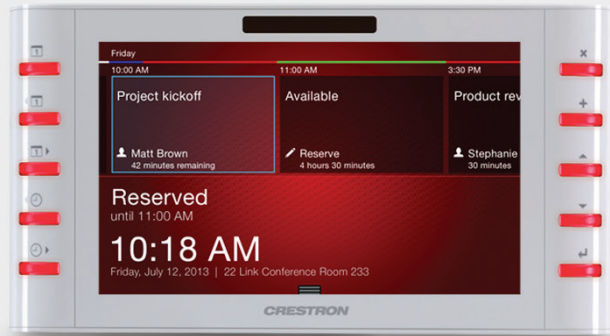 Friday
10:00 AM 11:00 AM 3:30 PM
Project kickoff Available Product rev
Matt Brown Reserve Stephanie
42 minutes remaining 4 hours 30 minutes 30 minutes
Reserved
until 11:00 AM
10:18 AM
Friday, July 12, 2013 | 22 Link Conference Room 233
CRESTRON